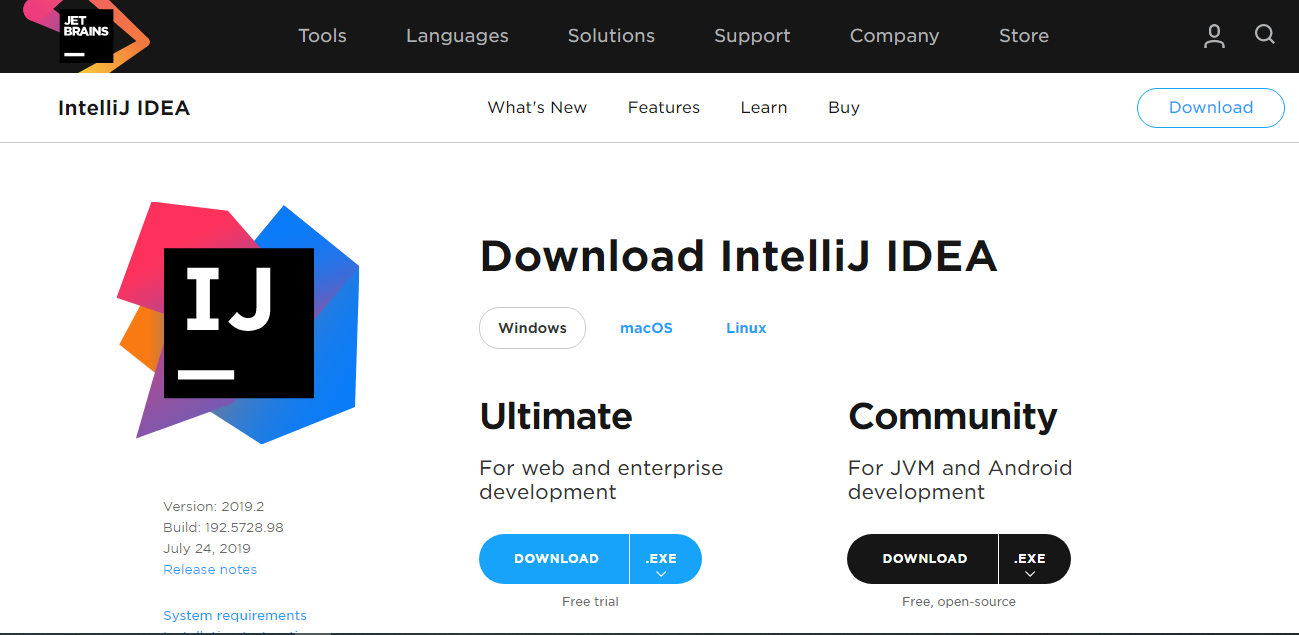 JET
BRAINS
Tools Languages Solutions Support Company Store
IntelliJ IDEA What's New Features Learn Buy Download
IJ
Download IntelliJ IDEA
Windows macOS Linux
Ultimate
For web and enterprise
development
DOWNLOAD .EXE
Free trial
Community
For JVM and Android
development
DOWNLOAD .EXE
Free, open-source
Version: 2019.2
Build: 192.5728.98
July 24, 2019
Release notes
System requirements